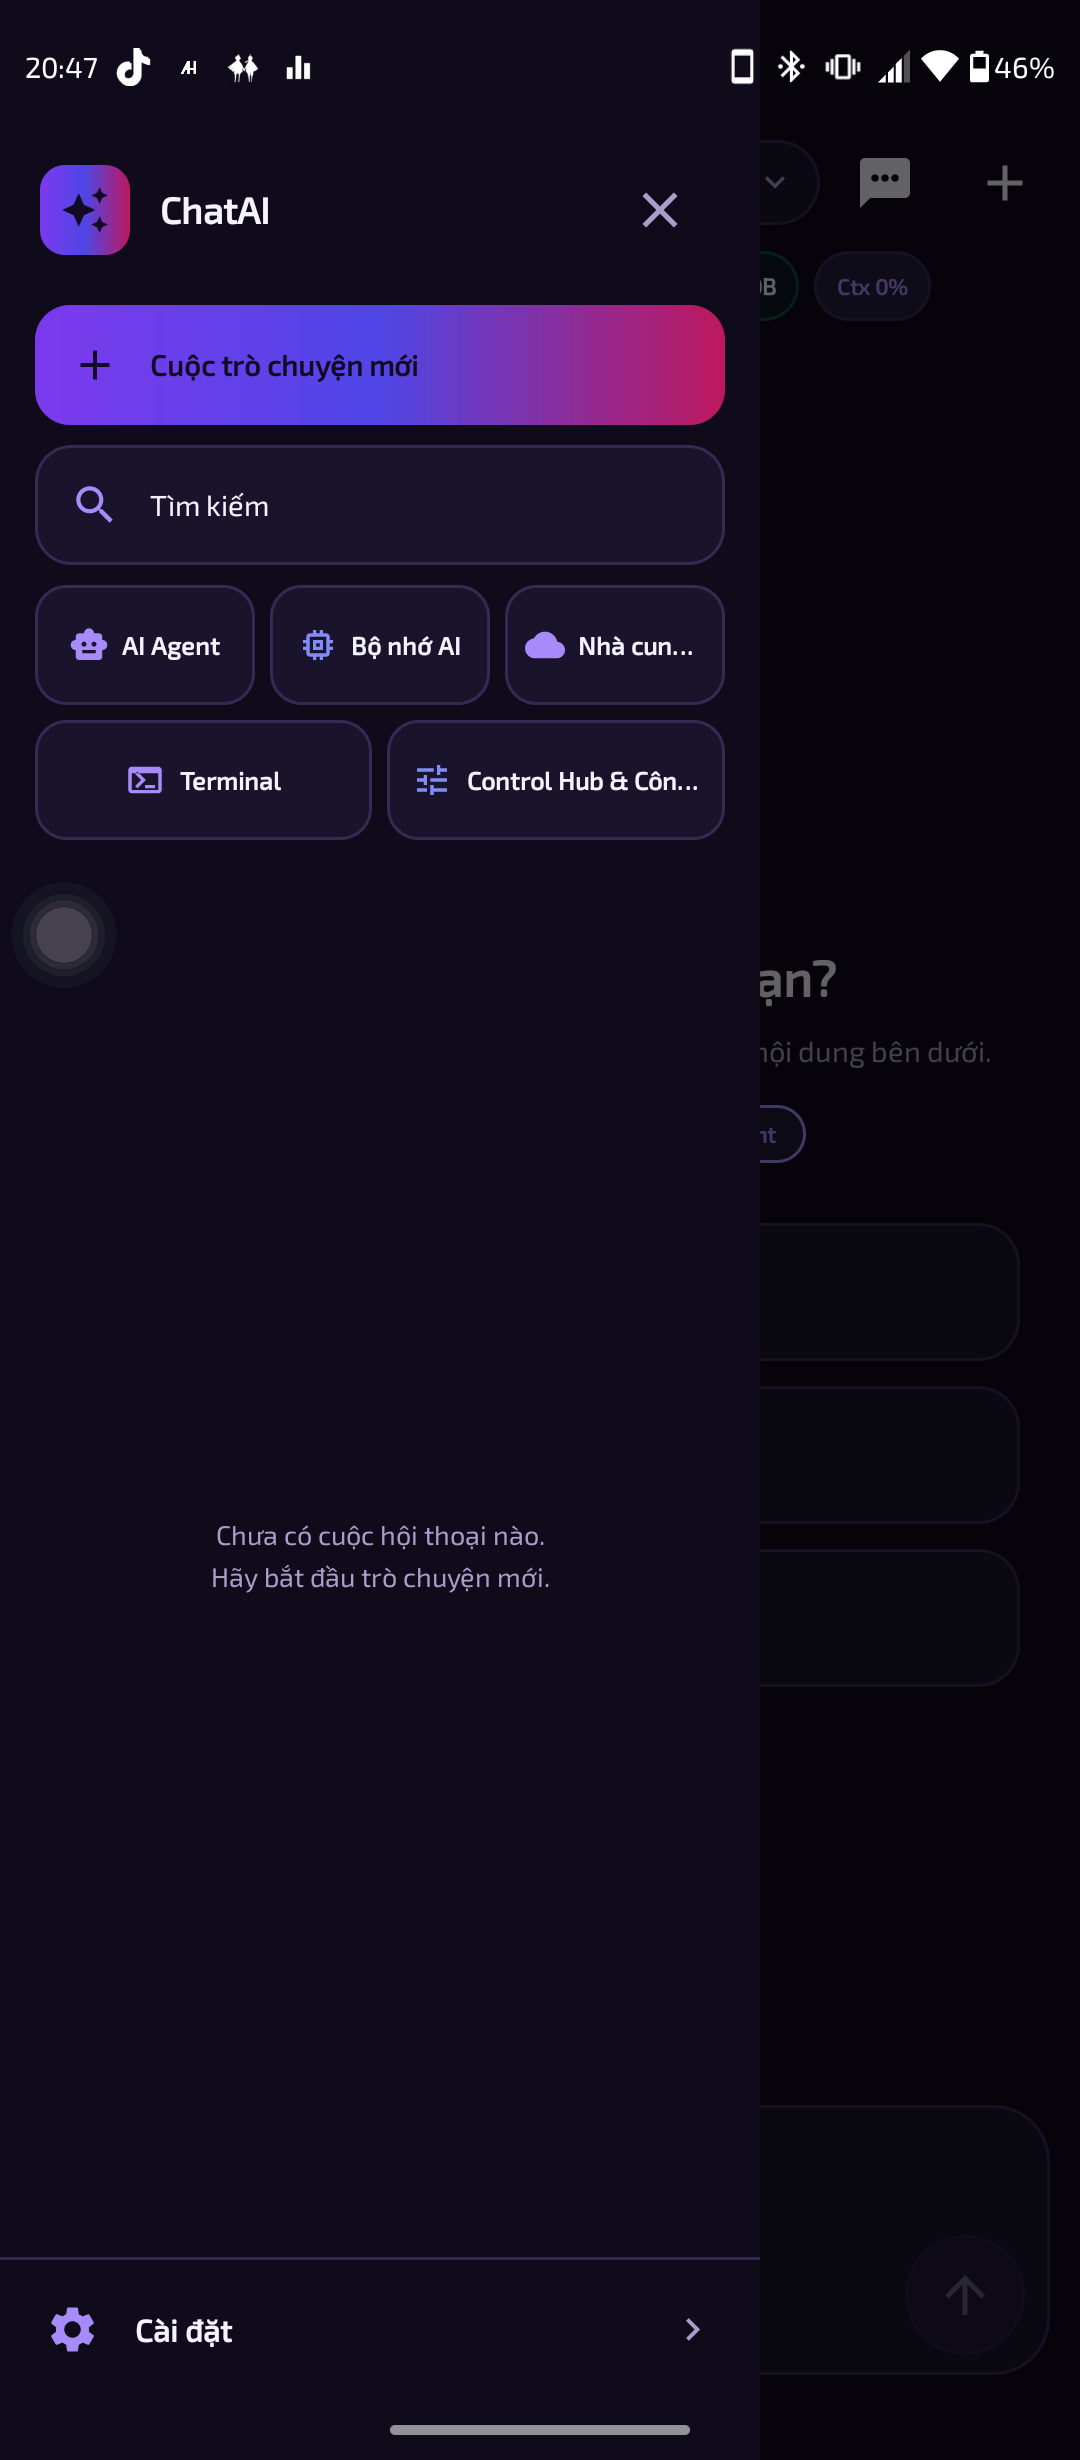 20:47
46%
ChatAI
Ctx 0%
Cuộc trò chuyện mới
Tìm kiếm
AI Agent
Bộ nhớ AI
Nhà cun...
Terminal
Control Hub & Côn...
dung bên dưới.
Chưa có cuộc hội thoại nào.
Hãy bắt đầu trò chuyện mới.
Cài đặt